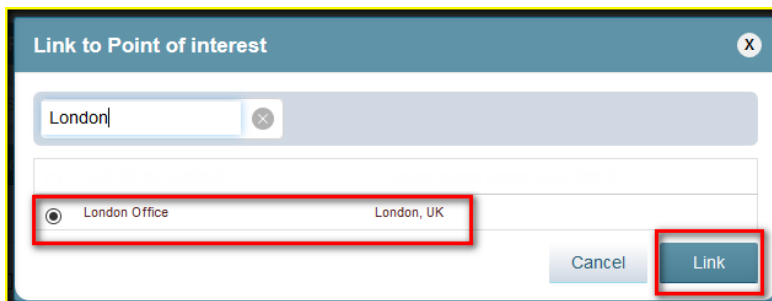 Link to Point of interest X
London
London Office London, UK
Cancel Link